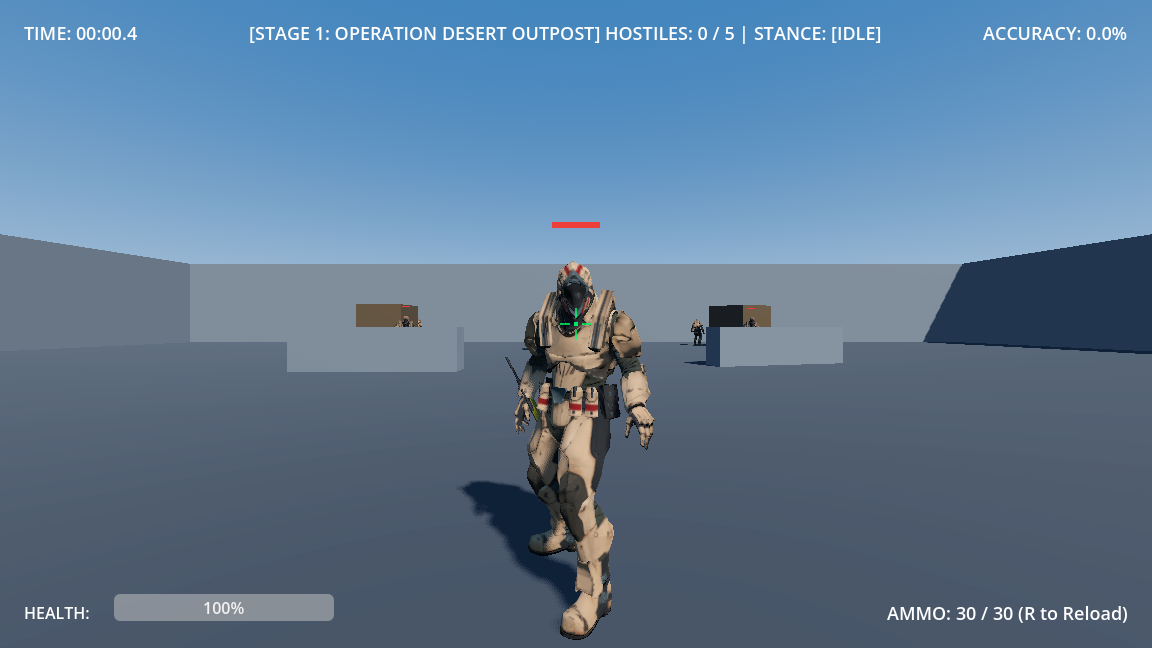 TIME: 00:00.4
[STAGE 1: OPERATION DESERT OUTPOST] HOSTILES: 0 / 5 | STANCE: [IDLE]
ACCURACY: 0.0%
HEALTH:
100%
AMMO: 30 / 30 (R to Reload)